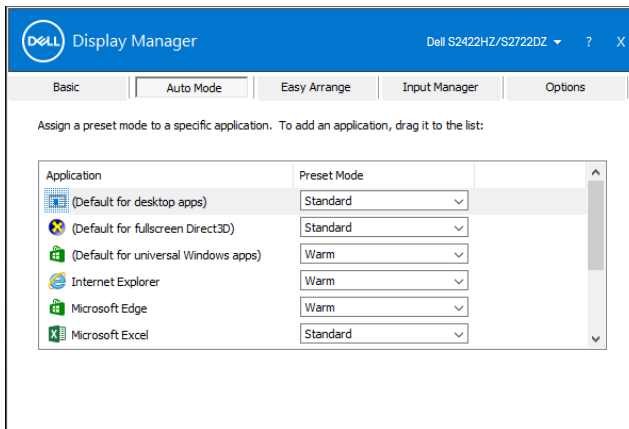 DELL Display Manager Dell S2422HZ/S2722DZ ? X
Basic Auto Mode Easy Arrange Input Manager Options
Assign a preset mode to a specific application. To add an application, drag it to the list:
Application Preset Mode
(Default for desktop apps) Standard
(Default for fullscreen Direct3D) Standard
(Default for universal Windows apps) Warm
Internet Explorer Warm
Microsoft Edge Warm
Microsoft Excel Standard